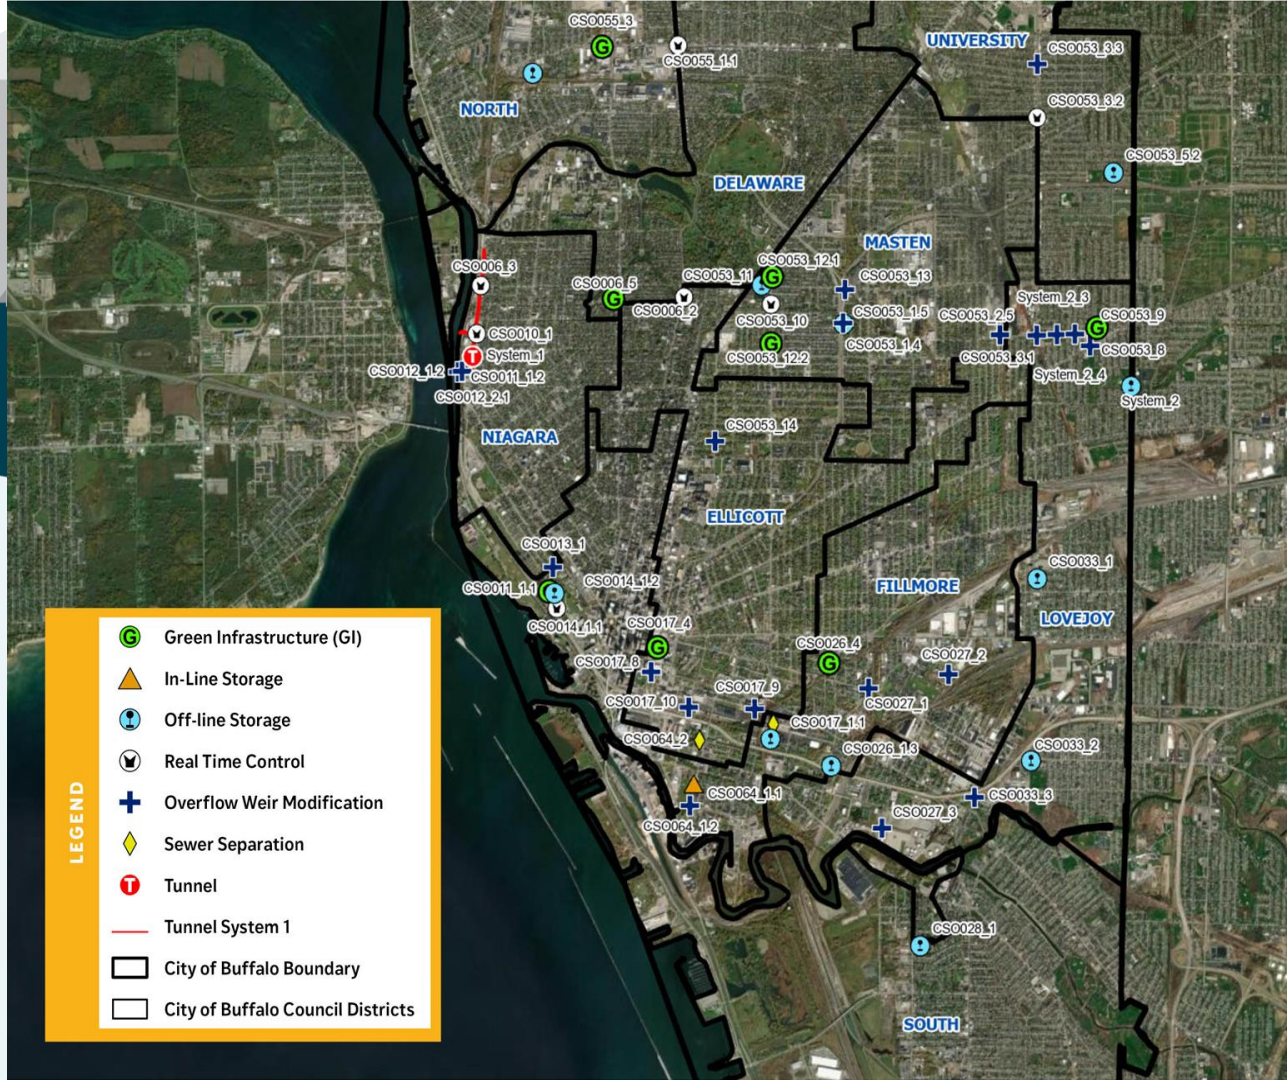 CSO055_3
UNIVERSITY
CSO053_3.3
CSO055_1.1
NORTH
CSO053_3.2
CSO053_5.2
DELAWARE
MASTEN
CSO006_3
CSO053_12.1
CSO053_11
CSO053_13
CSO006_5
CSO006_2
System_2_3
CSO053_1.5
CSO053_2.5
CSO053_9
CSO010_1
CSO053_10
CSO053_1.4
System_1
CSO053_12.2
CSO053_3.1
CSO053_8
CSO012_1.2
CSO011_1.2
System_2_4
CSO012_2.1
System_2
CSO053_14
NIAGARA
ELLICOTT
CSO013_1
CSO033_1
CSO014_1.2
CSO011_1.1
FILLMORE
LOVEJOY
CSO014_1.1
CSO017_4
CSO026_4
CSO027_2
CSO017_8
CSO017_9
CSO017_10
CSO027_1
CSO017_1.1
CSO064_2
CSO026_1.3
CSO033_2
CSO064_1.1
CSO033_3
CSO027_3
CSO064_1.2
CSO028_1
SOUTH
LEGEND
Green Infrastructure (GI)
In-Line Storage
Off-line Storage
Real Time Control
Overflow Weir Modification
Sewer Separation
Tunnel
Tunnel System 1
City of Buffalo Boundary
City of Buffalo Council Districts